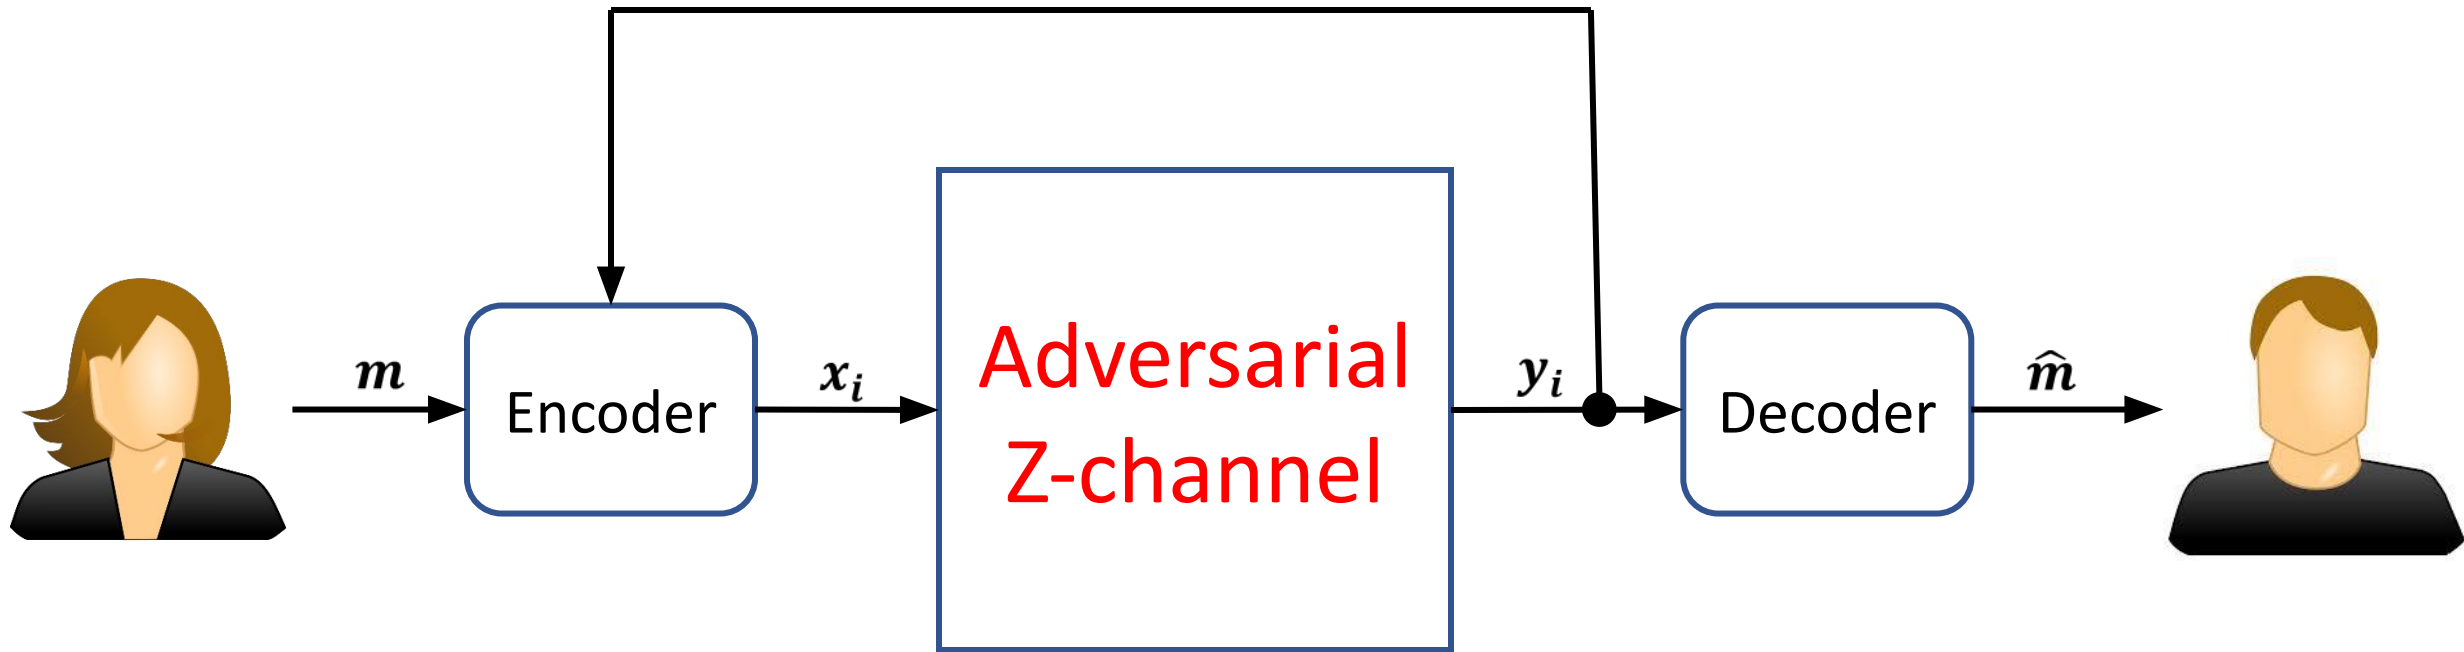 m
Encoder
x_i
Adversarial
Z-channel
y_i
Decoder
m̂